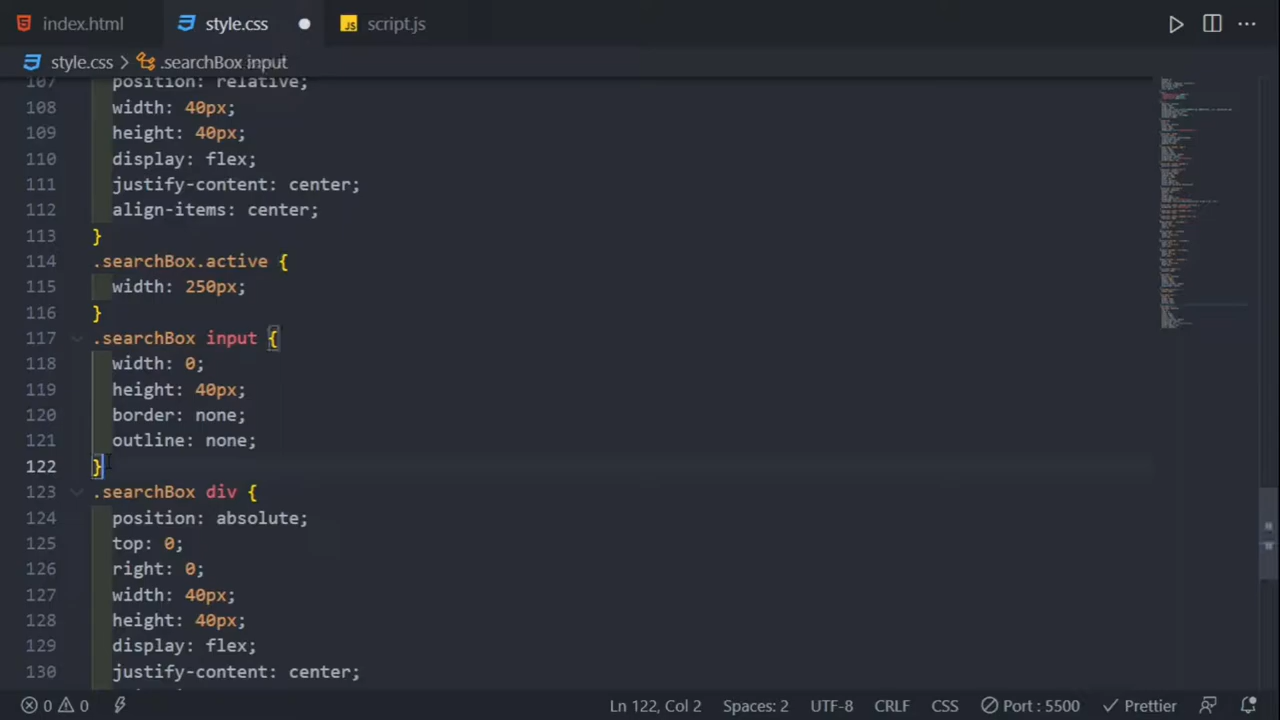 index.html style.css script.js
style.css .searchBox input
107 position: relative;
108 width: 40px;
109 height: 40px;
110 display: flex;
111 justify-content: center;
112 align-items: center;
113 }
114 .searchBox.active {
115 width: 250px;
116 }
117 .searchBox input {
118 width: 0;
119 height: 40px;
120 border: none;
121 outline: none;
122 }
123 .searchBox div {
124 position: absolute;
125 top: 0;
126 right: 0;
127 width: 40px;
128 height: 40px;
129 display: flex;
130 justify-content: center;
0 0 Ln 122, Col 2 Spaces: 2 UTF-8 CRLF CSS Port : 5500 Prettier